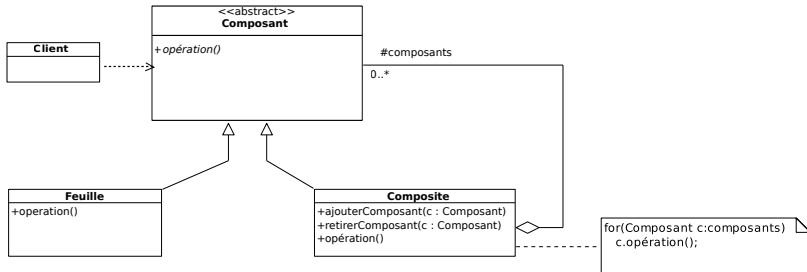 <<abstract>>
Composant
+opération()
Client
#composants
0..*
Feuille
+operation()
Composite
+ajouterComposant(c : Composant)
+retirerComposant(c : Composant)
+opération()
for(Composant c:composants)
c.opération();